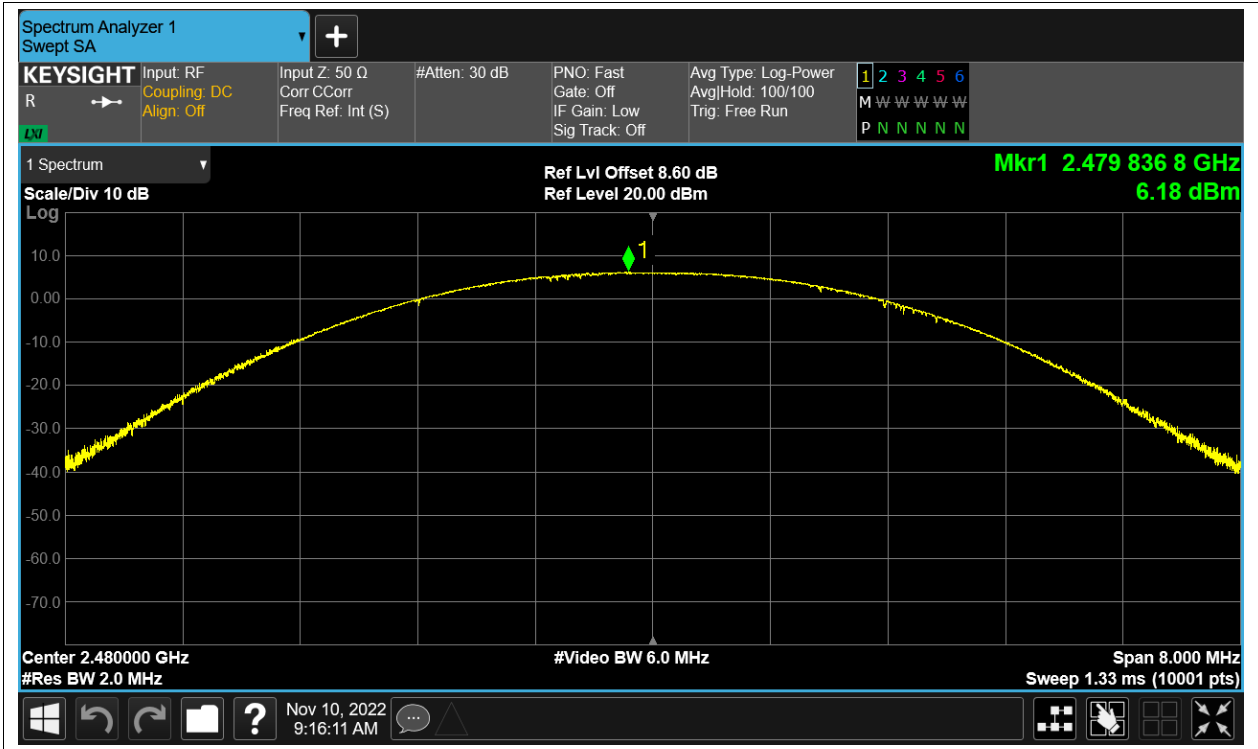 Spectrum Analyzer 1
Swept SA
KEYSIGHT
R
LXI
Input: RF
Coupling: DC
Align: Off
Input Z: 50 Ω
Corr CCorr
Freq Ref: Int (S)
#Atten: 30 dB
PNO: Fast
Gate: Off
IF Gain: Low
Sig Track: Off
Avg Type: Log-Power
Avg|Hold: 100/100
Trig: Free Run
1 2 3 4 5 6
M W W W W W W
P N N N N N N
1 Spectrum
Scale/Div 10 dB
Log
Ref Lvl Offset 8.60 dB
Ref Level 20.00 dBm
Mkr1 2.479 836 8 GHz
6.18 dBm
1
10.0
0.00
-10.0
-20.0
-30.0
-40.0
-50.0
-60.0
-70.0
Center 2.480000 GHz
#Video BW 6.0 MHz
Span 8.000 MHz
#Res BW 2.0 MHz
Sweep 1.33 ms (10001 pts)
?
Nov 10, 2022
9:16:11 AM